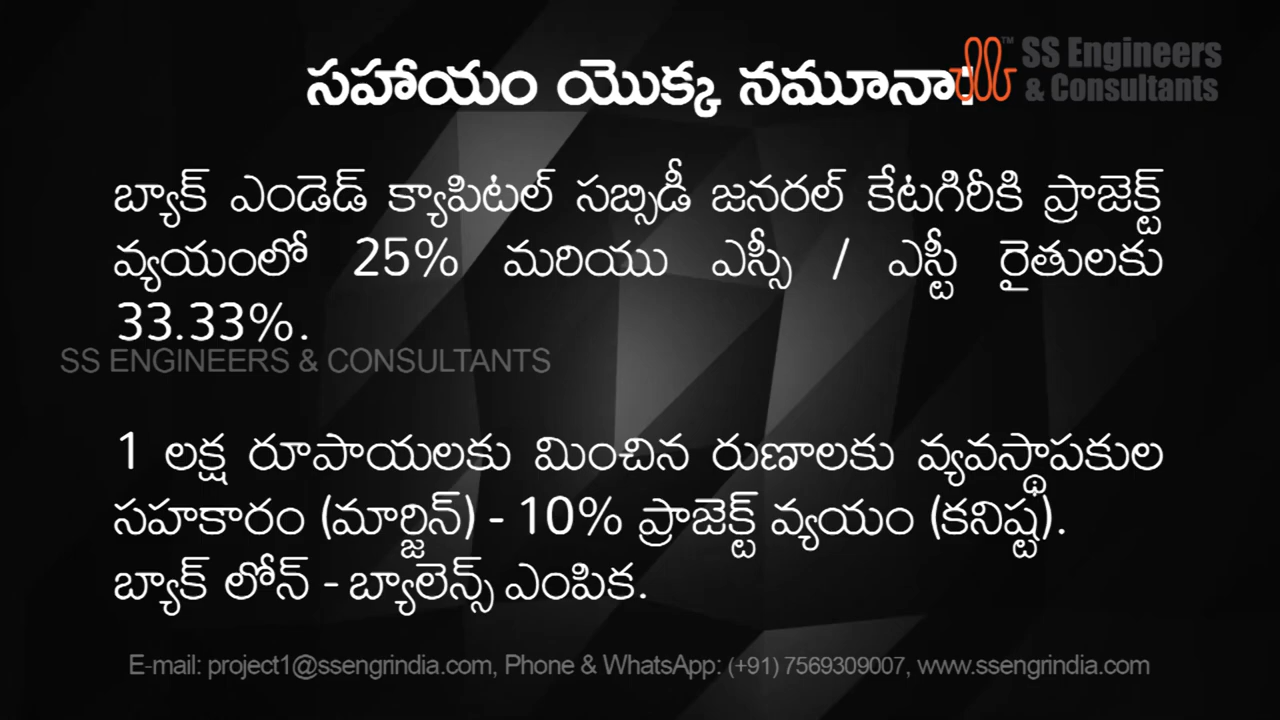 సహాయం యొక్క నమూనా:
™ SS Engineers
& Consultants
బ్యాక్ ఎండెడ్ క్యాపిటల్ సబ్సిడీ జనరల్ కేటగిరీకి ప్రాజెక్ట్
వ్యయంలో 25% మరియు ఎస్సీ / ఎస్టీ రైతులకు
33.33%.
SS ENGINEERS & CONSULTANTS
1 లక్ష రూపాయలకు మించిన రుణాలకు వ్యవస్థాపకుల
సహకారం (మార్జిన్) - 10% ప్రాజెక్ట్ వ్యయం (కనిష్ట).
బ్యాక్ లోన్ - బ్యాలెన్స్ ఎంపిక.
E-mail: project1@ssengrindia.com, Phone & WhatsApp: (+91) 7569309007, www.ssengrindia.com